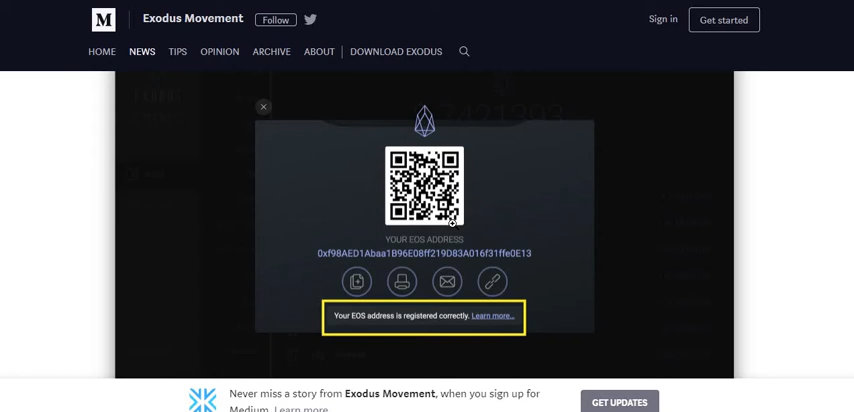 M
Exodus Movement
Follow
Sign in
Get started
HOME
NEWS
TIPS
OPINION
ARCHIVE
ABOUT
DOWNLOAD EXODUS
YOUR EOS ADDRESS
0xf98AED1Abaa1B96E08ff219D83A016f31ffe0E13
Your EOS address is registered correctly. Learn more...
Never miss a story from Exodus Movement, when you sign up for
Medium. Learn more
GET UPDATES